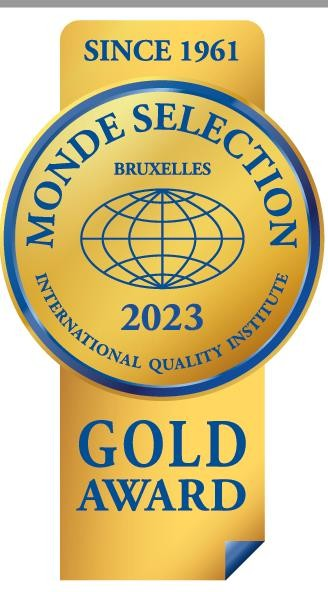 SINCE 1961
MONDE SELECTION
BRUXELLES
2023
INTERNATIONAL QUALITY INSTITUTE
GOLD
AWARD